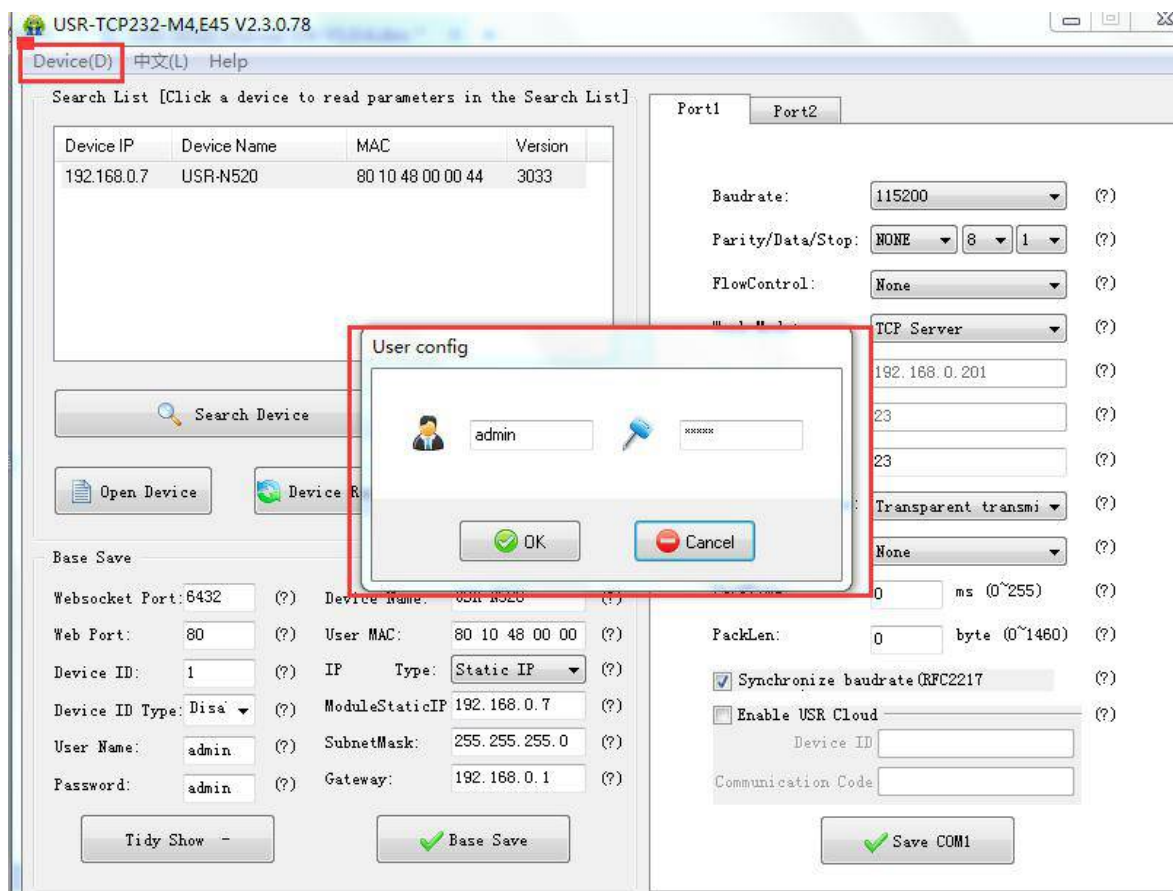 USR-TCP232-M4,E45 V2.3.0.78
Device(D) 中文(L) Help
Search List [Click a device to read parameters in the Search List]
Device IP Device Name MAC Version
192.168.0.7 USR-N520 80 10 48 00 00 44 3033
Search Device
Open Device
Device R
Base Save
Websocket Port: 6432 (?) Device Name: USR-N520 (?)
Web Port: 80 (?) User MAC: 80 10 48 00 00 (?)
Device ID: 1 (?) IP Type: Static IP (?)
Device ID Type: Disa (?) ModuleStaticIP 192.168.0.7 (?)
User Name: admin (?) SubnetMask: 255.255.255.0 (?)
Password: admin (?) Gateway: 192.168.0.1 (?)
Tidy Show -
Base Save
User config
admin *****
OK Cancel
Port1 Port2
Baudrate: 115200 (?)
Parity/Data/Stop: NONE 8 1 (?)
FlowControl: None (?)
TCP Server (?)
192.168.0.201 (?)
23 (?)
23 (?)
: Transparent transmi (?)
None (?)
0 ms (0~255) (?)
PackLen: 0 byte (0~1460) (?)
Synchronize baudrate(RFC2217 (?)
Enable USR Cloud (?)
Device ID
Communication Code
Save COM1